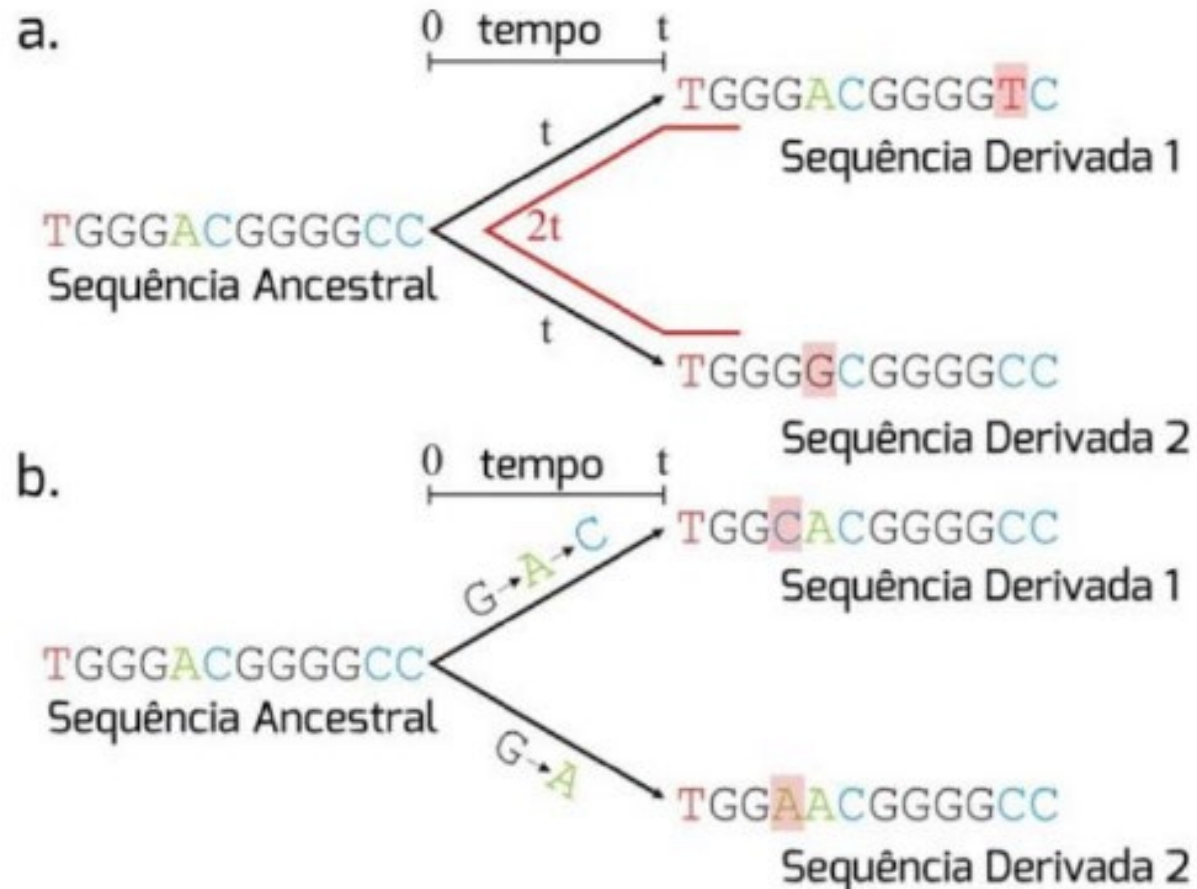 a.
0 tempo t
TGGGACGGGGTC
Sequência Derivada 1
t
2t
TGGGACGGGGCC
Sequência Ancestral
t
TGGGGCGGGGCC
Sequência Derivada 2
b.
0 tempo t
TGGCACGGGGCC
Sequência Derivada 1
G→A→C
TGGGACGGGGCC
Sequência Ancestral
G→A
TGGAACGGGGCC
Sequência Derivada 2